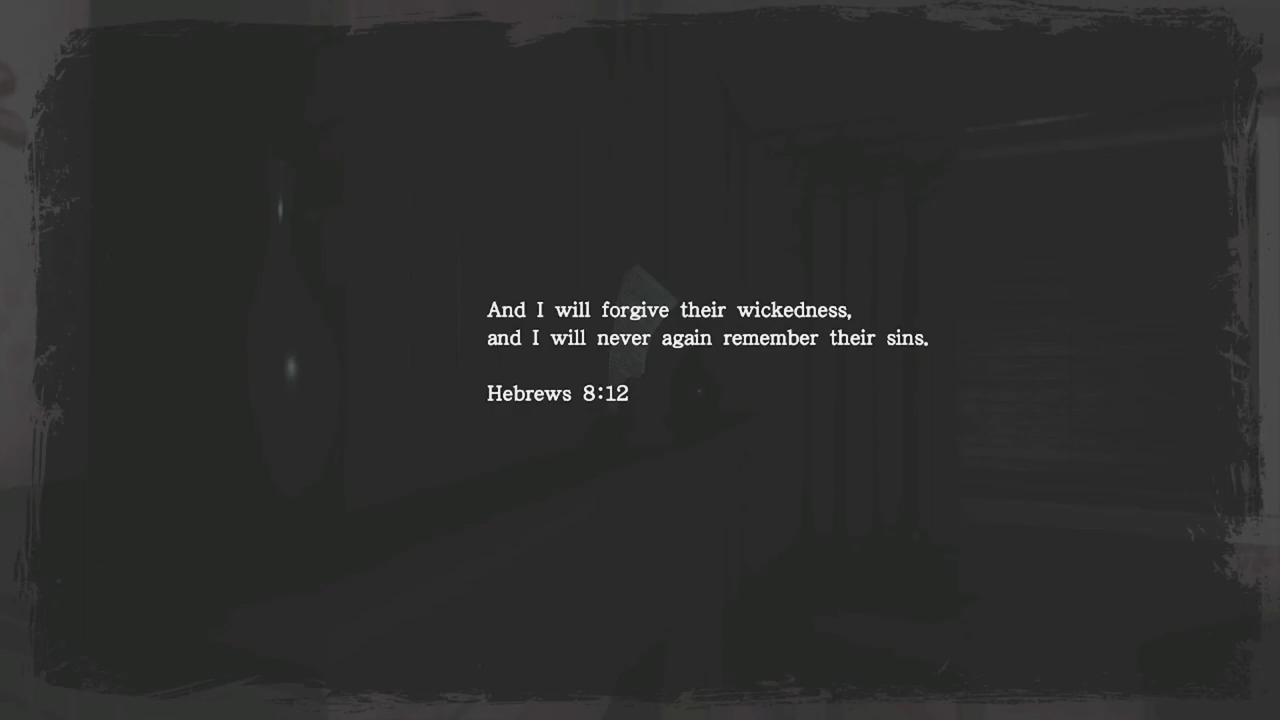 And I will forgive their wickedness,
and I will never again remember their sins.
Hebrews 8:12